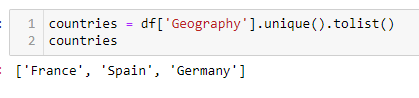 1 countries = df['Geography'].unique().tolist()
2 countries
['France', 'Spain', 'Germany']